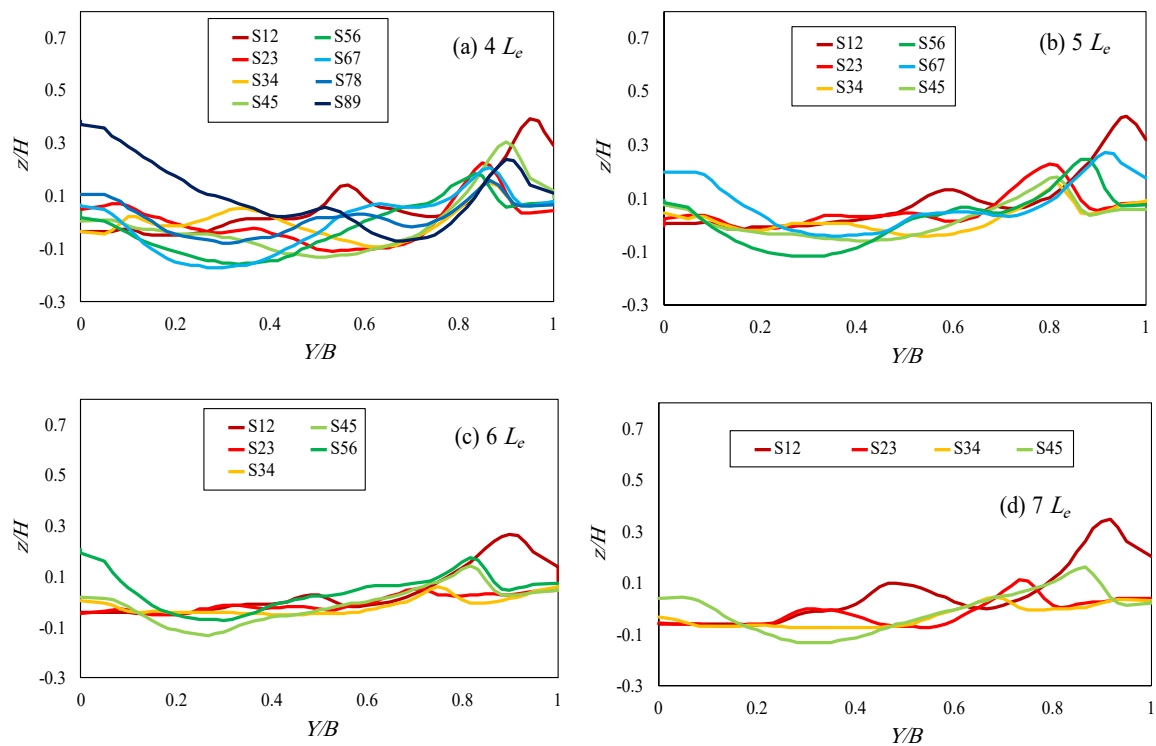 0.7
0.5
0.3
0.1
-0.1
-0.3
z/H
S12 S56
S23 S67
S34 S78
S45 S89
(a) 4 Le
0 0.2 0.4 0.6 0.8 1
Y/B
0.7
0.5
0.3
0.1
-0.1
-0.3
z/H
S12 S56
S23 S67
S34 S45
(b) 5 Le
0 0.2 0.4 0.6 0.8 1
Y/B
0.7
0.5
0.3
0.1
-0.1
-0.3
z/H
S12 S45
S23 S56
S34
(c) 6 Le
0 0.2 0.4 0.6 0.8 1
Y/B
0.7
0.5
0.3
0.1
-0.1
-0.3
z/H
S12 S23 S34 S45
(d) 7 Le
0 0.2 0.4 0.6 0.8 1
Y/B